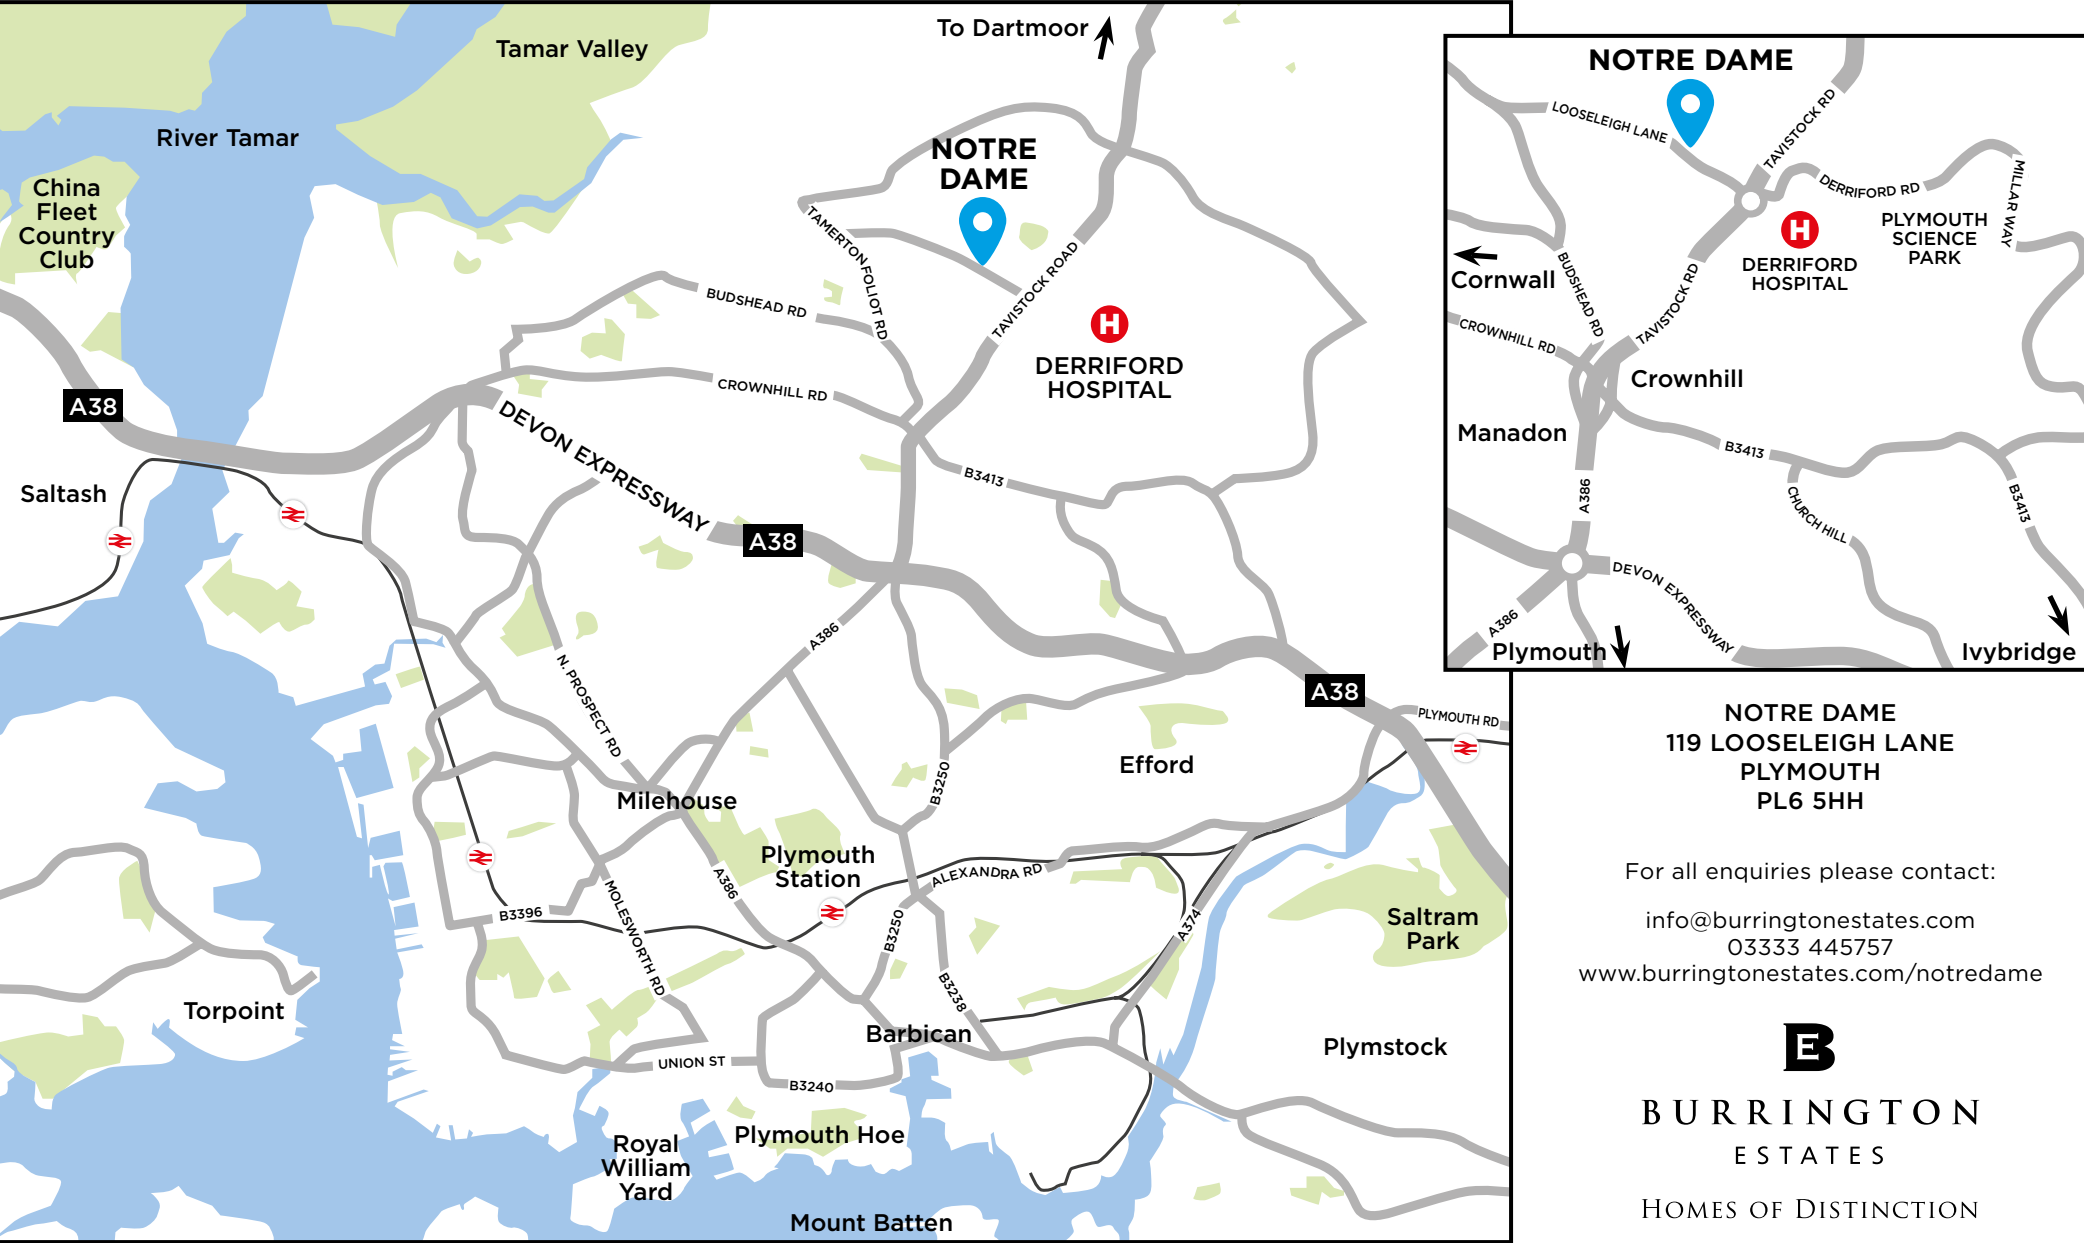 To Dartmoor
Tamar Valley
River Tamar
China
Fleet
Country
Club
NOTRE
DAME
TAMERTON FOLIOT RD
TAVISTOCK ROAD
BUDSHEAD RD
CROWNHILL RD
DERRIFORD
HOSPITAL
H
A38
DEVON EXPRESSWAY
A38
Saltash
B3413
A386
N. PROSPECT RD
A38
PLYMOUTH RD
Efford
B3250
Milehouse
Plymouth
Station
ALEXANDRA RD
A386
MOLESWORTH RD
B3396
B3250
B3238
A374
Saltram
Park
Torpoint
Barbican
Plymstock
UNION ST
B3240
Plymouth Hoe
Royal
William
Yard
Mount Batten
NOTRE DAME
LOOSELEIGH LANE
TAVISTOCK RD
DERRIFORD RD
MILLAR WAY
PLYMOUTH
SCIENCE
PARK
H
DERRIFORD
HOSPITAL
Cornwall
BUDSHEAD RD
TAVISTOCK RD
CROWNHILL RD
Crownhill
Manadon
B3413
A386
CHURCH HILL
B3413
DEVON EXPRESSWAY
A386
Plymouth
Ivybridge
NOTRE DAME
119 LOOSELEIGH LANE
PLYMOUTH
PL6 5HH
For all enquiries please contact:
info@burringtonestates.com
03333 445757
www.burringtonestates.com/notredame
BE
BURRINGTON
ESTATES
HOMES OF DISTINCTION